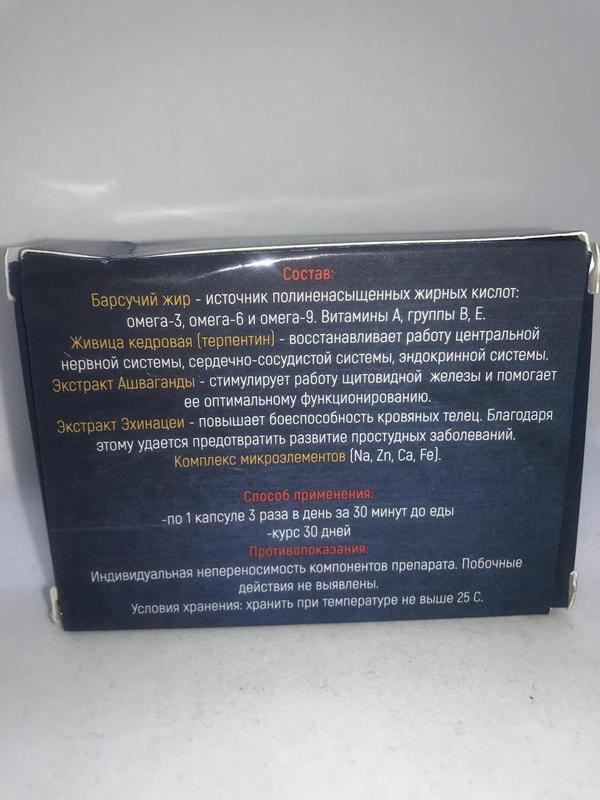 Состав:
Барсучий жир - источник полиненасыщенных жирных кислот:
омега-3, омега-6 и омега-9. Витамины А, группы В, Е.
Живица кедровая (терпентин) - восстанавливает работу центральной
нервной системы, сердечно-сосудистой системы, эндокринной системы.
Экстракт Ашваганды - стимулирует работу щитовидной железы и помогает
ее оптимальному функционированию.
Экстракт Эхинацеи - повышает боеспособность кровяных телец. Благодаря
этому удается предотвратить развитие простудных заболеваний.
Комплекс микроэлементов (Na, Zn, Ca, Fe).
Способ применения:
-по 1 капсуле 3 раза в день за 30 минут до еды
-курс 30 дней
Противопоказания:
Индивидуальная непереносимость компонентов препарата. Побочные
действия не выявлены.
Условия хранения: хранить при температуре не выше 25 С.